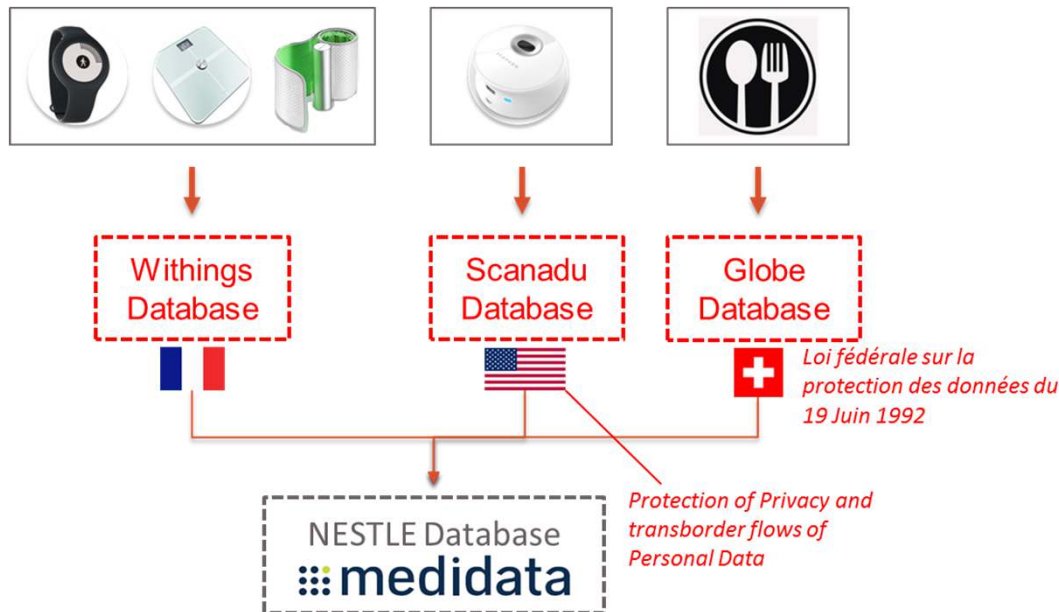 Withings
Database
Scanadu
Database
Globe
Database
Loi fédérale sur la
protection des données du
19 Juin 1992
Protection of Privacy and
transborder flows of
Personal Data
NESTLE Database
medidata